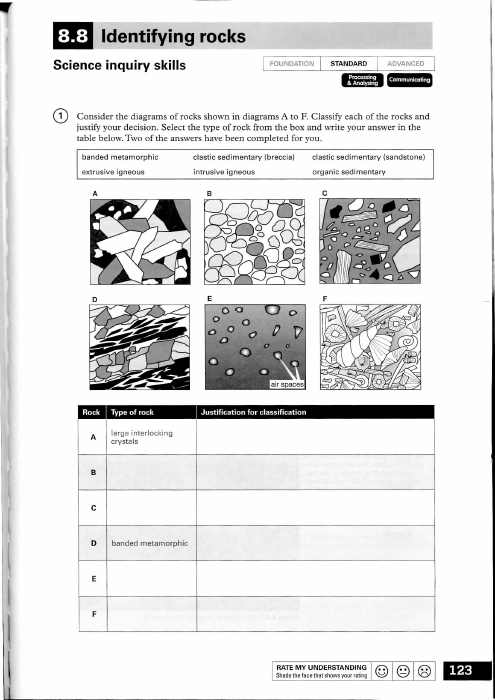 8.8 Identifying rocks
Science inquiry skills
FOUNDATION STANDARD ADVANCED
Processing
& Analysing
Communicating
1 Consider the diagrams of rocks shown in diagrams A to F. Classify each of the rocks and
justify your decision. Select the type of rock from the box and write your answer in the
table below. Two of the answers have been completed for you.
banded metamorphic clastic sedimentary (breccia) clastic sedimentary (sandstone)
extrusive igneous intrusive igneous organic sedimentary
A B C
D E F
air spaces
Rock Type of rock Justification for classification
A large interlocking
crystals
B
C
D banded metamorphic
E
F
RATE MY UNDERSTANDING
Shade the face that shows your rating
123